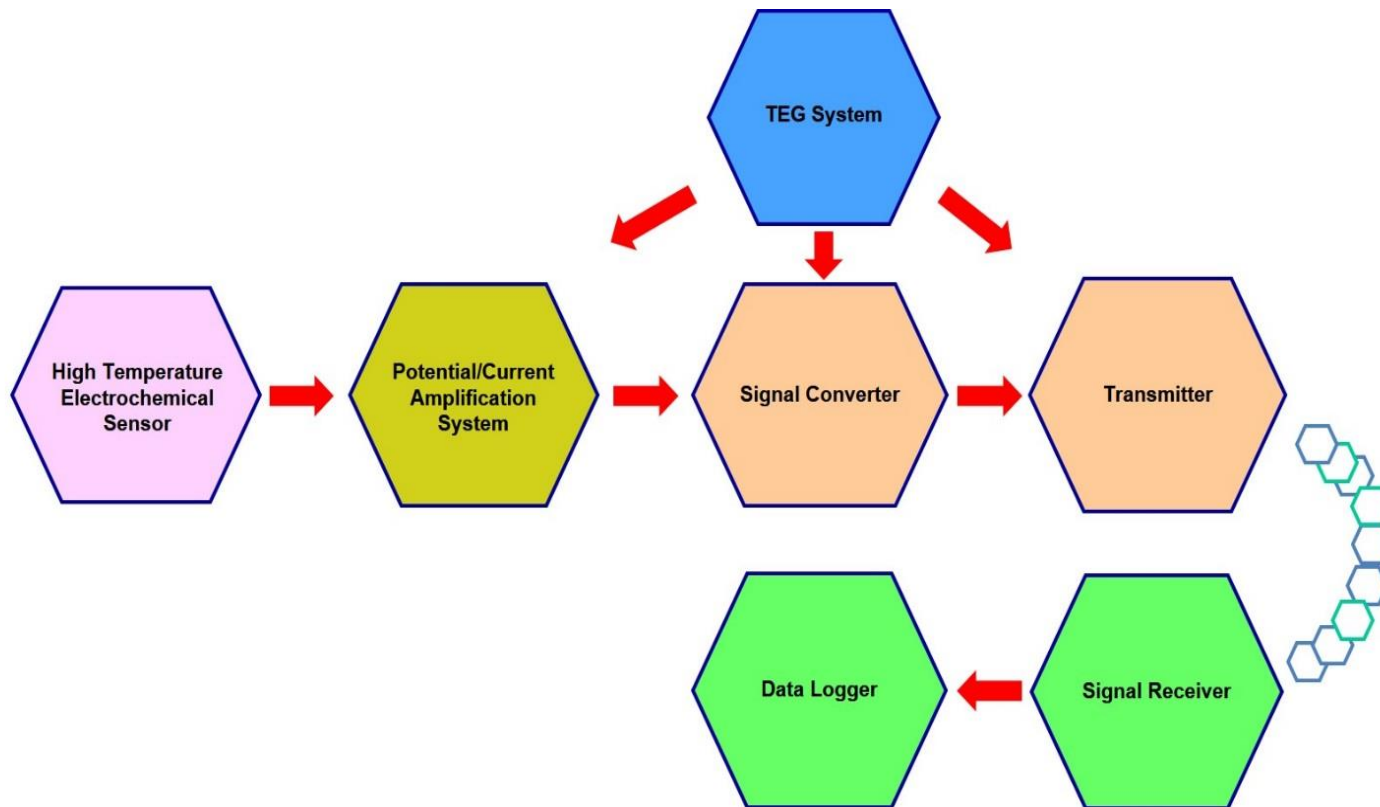 TEG System
High Temperature
Electrochemical
Sensor
Potential/Current
Amplification
System
Signal Converter
Transmitter
Data Logger
Signal Receiver